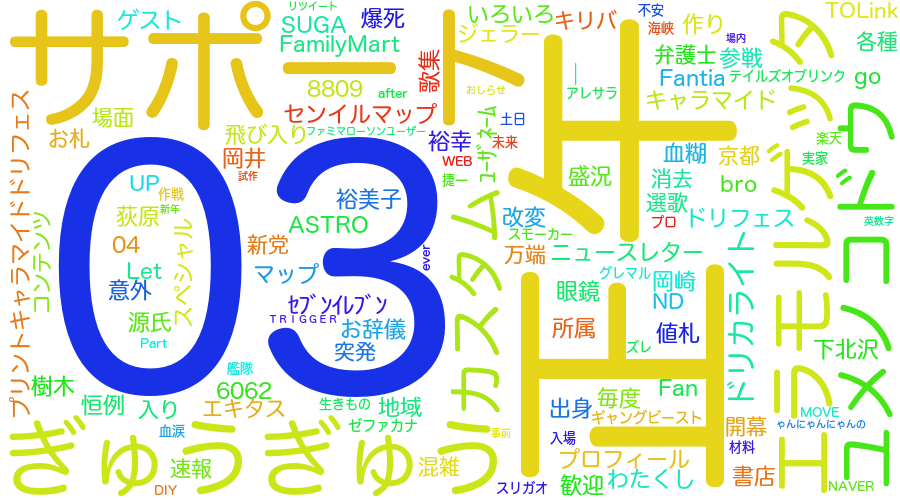 リツイート
ゲスト
サポート
SUGA
爆死
いろいろ
キリバ
不安
海峡
作り
場内
TOLink
FamilyMart
ジェラー
弁護士
参戦
各種
8809
after
歌集
おしらせ
アレサラ
Fantia
テイルズオブリンク
go
場面
センイルマップ
キャラマイド
お札
飛び入り
ファミマローソンユーザー
裕幸
ユーザネーム
土日
未来
WEB
血糊
京都
楽天
実家
岡井
試作
UP
作戦
裕美子
捷一
盛況
消去
bro
選歌
03
荻原
新年
ASTRO
カスタム
改変
プロ
ドリフェス
英数字
スモーカー
04
スペシャル
新党
ever
万端
ニュースレター
Let
マップ
グレマル
岡崎
コンテンツ
意外
セブンイレブン
眼鏡
ND
プリントキャラマイドドリフェス
源氏
TRIGGER
お辞儀
所属
値札
ドリカライト
Part
突発
ズレ
下北沢
樹木
艦隊
6062
生きもの
地域
Fan
恒例
入り
エキタス
ゼファカナ
出身
毎度
ギャングビースト
MOVE
ゃんにゃんにゃんの
血涙
事前
入場
開幕
材料
ぎゅうぎゅう
速報
混雑
プロフィール
DIY
スリガオ
歓迎
わたくし
書店
NAVER
コドウ
ユメノ